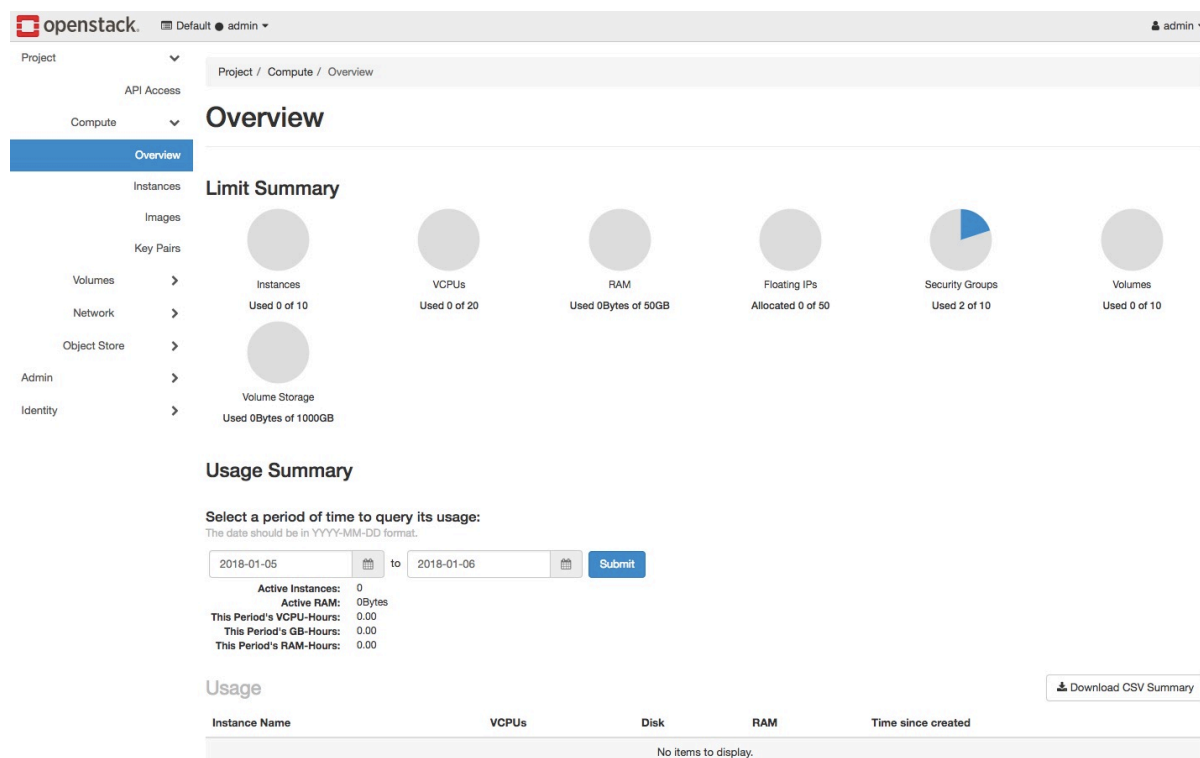 openstack. Default ● admin admin
Project
API Access
Compute
Overview
Instances
Images
Key Pairs
Volumes
Network
Object Store
Admin
Identity
Project / Compute / Overview
Overview
Limit Summary
Instances VCPUs RAM Floating IPs Security Groups Volumes
Used 0 of 10 Used 0 of 20 Used 0Bytes of 50GB Allocated 0 of 50 Used 2 of 10 Used 0 of 10
Volume Storage
Used 0Bytes of 1000GB
Usage Summary
Select a period of time to query its usage:
The date should be in YYYY-MM-DD format.
2018-01-05 to 2018-01-06 Submit
Active Instances: 0
Active RAM: 0Bytes
This Period's VCPU-Hours: 0.00
This Period's GB-Hours: 0.00
This Period's RAM-Hours: 0.00
Usage Download CSV Summary
Instance Name VCPUs Disk RAM Time since created
No items to display.